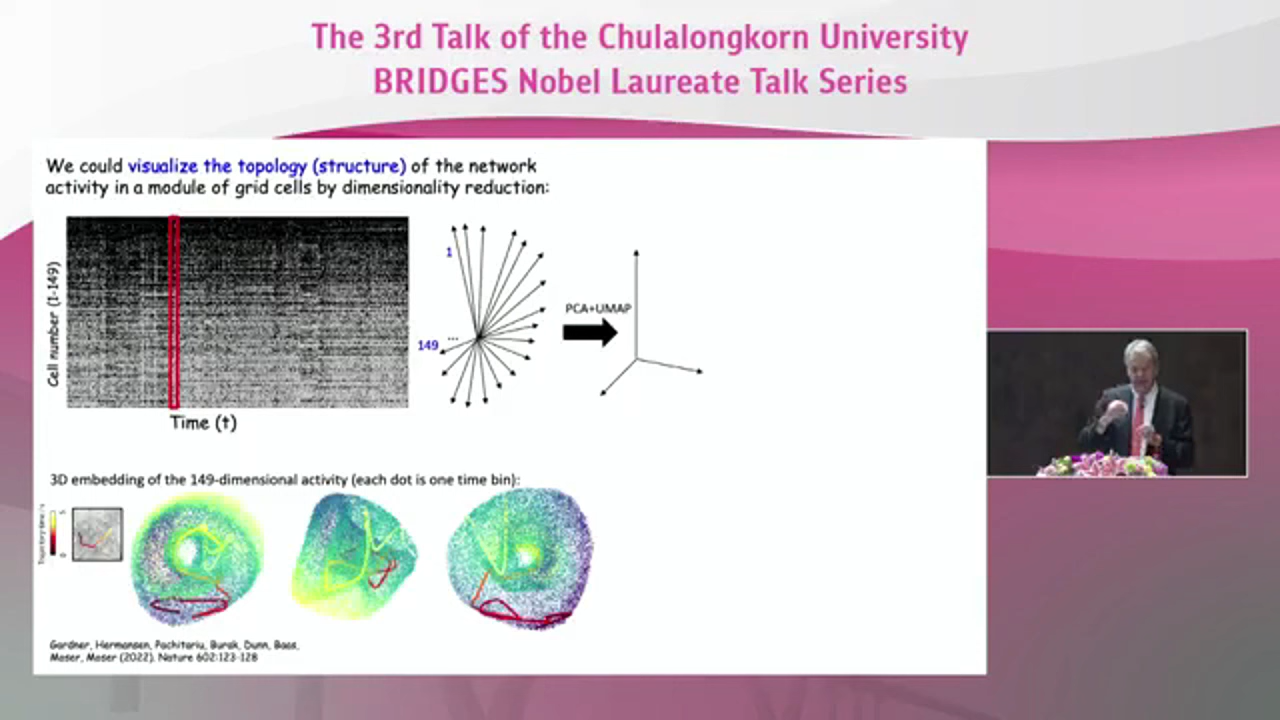 The 3rd Talk of the Chulalongkorn University
BRIDGES Nobel Laureate Talk Series
We could visualize the topology (structure) of the network
activity in a module of grid cells by dimensionality reduction:
Cell number (1-149)
1
149 ...
PCA+UMAP
Time (t)
3D embedding of the 149-dimensional activity (each dot is one time bin):
0
Gardner, Hermansen, Pachitariu, Burak, Dunn, Baas,
Moser, Moser (2022). Nature 602:123-128